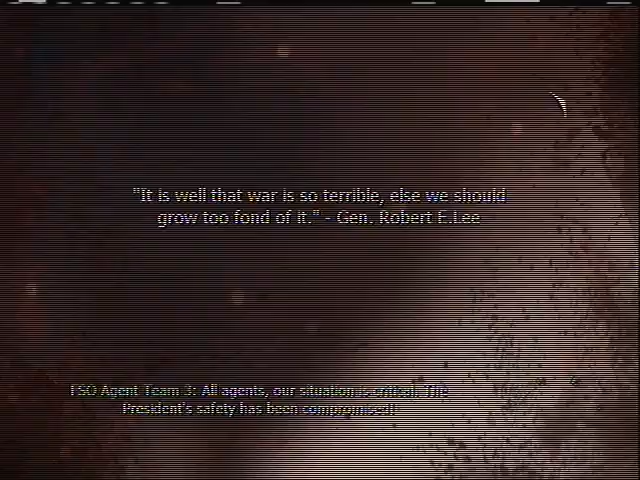 "It is well that war is so terrible, else we should
grow too fond of it." - Gen. Robert E.Lee
TSO Agent Team 3: All agents, our situation is critical. The
President's safety has been compromised!